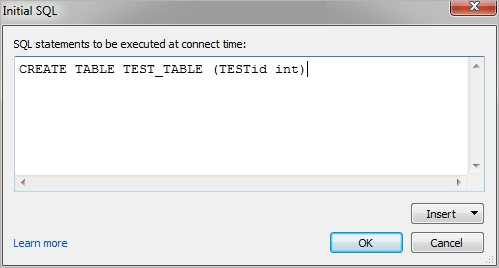 Initial SQL
SQL statements to be executed at connect time:
CREATE TABLE TEST_TABLE (TESTid int)
Insert
Learn more
OK
Cancel